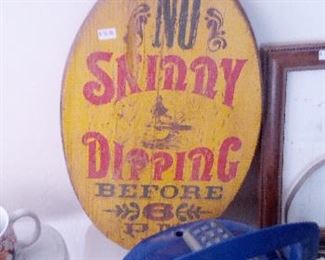 NO
SKINNY
DIPPING
BEFORE
6
P.M.